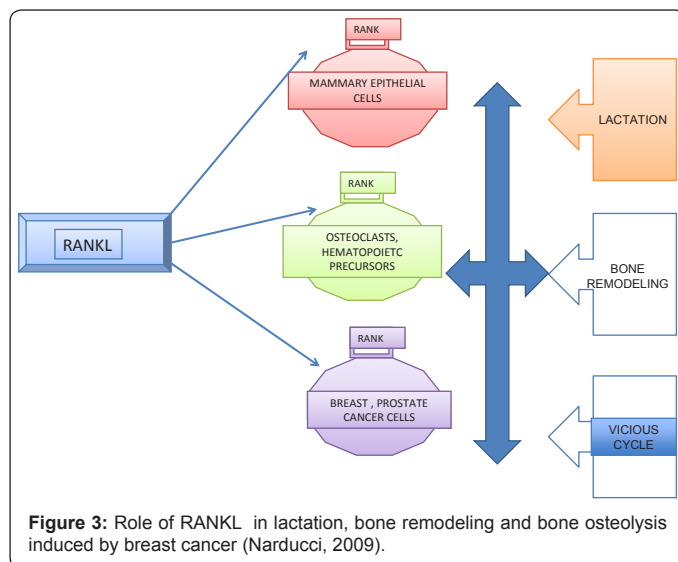 RANK
MAMMARY EPITHELIAL
CELLS
LACTATION
RANKL
RANK
OSTEOCLASTS,
HEMATOPOIETC
PRECURSORS
BONE
REMODELING
RANK
BREAST , PROSTATE
CANCER CELLS
VICIOUS
CYCLE
Figure 3: Role of RANKL in lactation, bone remodeling and bone osteolysis
induced by breast cancer (Narducci, 2009).